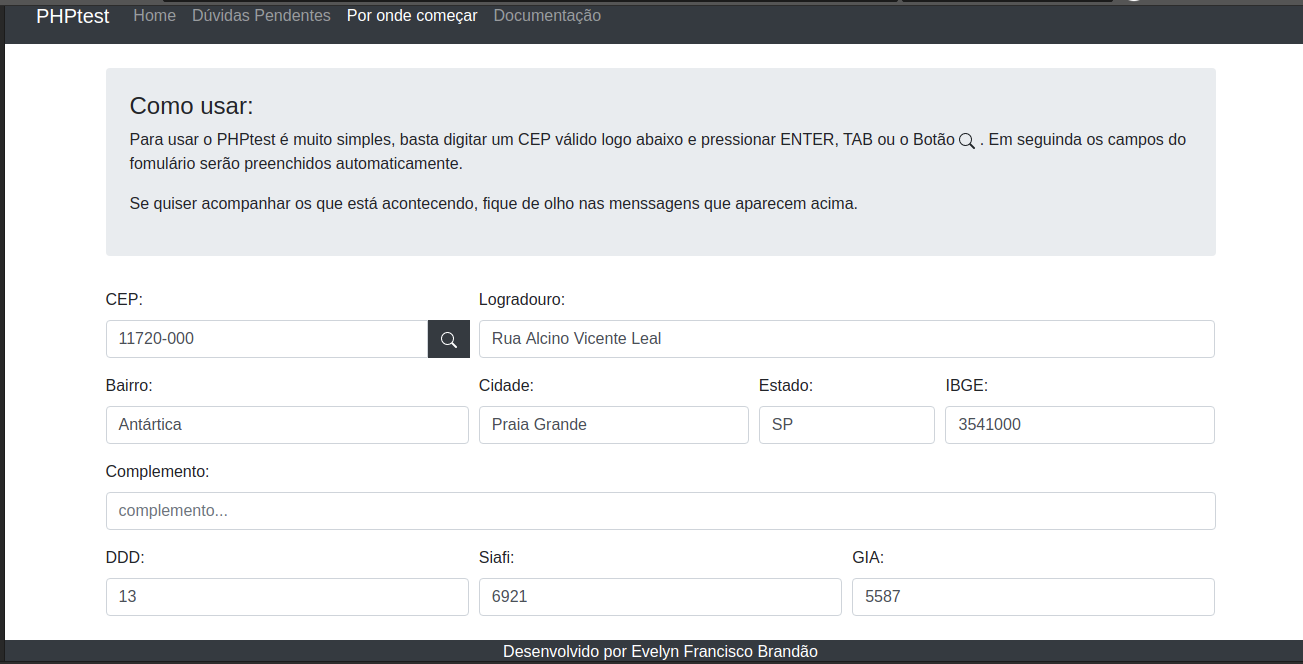 PHPtest Home Dúvidas Pendentes Por onde começar Documentação
Como usar:
Para usar o PHPtest é muito simples, basta digitar um CEP válido logo abaixo e pressionar ENTER, TAB ou o Botão . Em seguinda os campos do
fomulário serão preenchidos automaticamente.
Se quiser acompanhar os que está acontecendo, fique de olho nas menssagens que aparecem acima.
CEP: Logradouro:
11720-000 Rua Alcino Vicente Leal
Bairro: Cidade: Estado: IBGE:
Antártica Praia Grande SP 3541000
Complemento:
complemento...
DDD: Siafi: GIA:
13 6921 5587
Desenvolvido por Evelyn Francisco Brandão